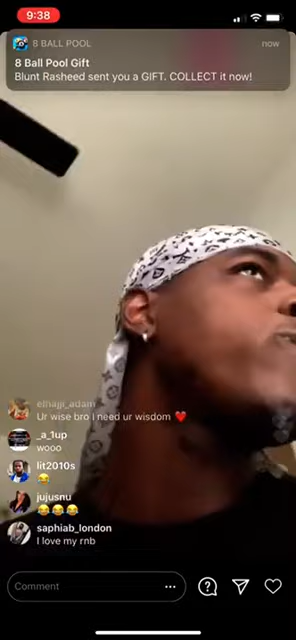 9:38
8 BALL POOL
now
8 Ball Pool Gift
Blunt Rasheed sent you a GIFT. COLLECT it now!
elhajji_adam
Ur wise bro I need ur wisdom ❤️
_a_1up
wooo
lit2010s
😂
jujusnu
😂😂😂
saphiab_london
I love my rnb
Comment